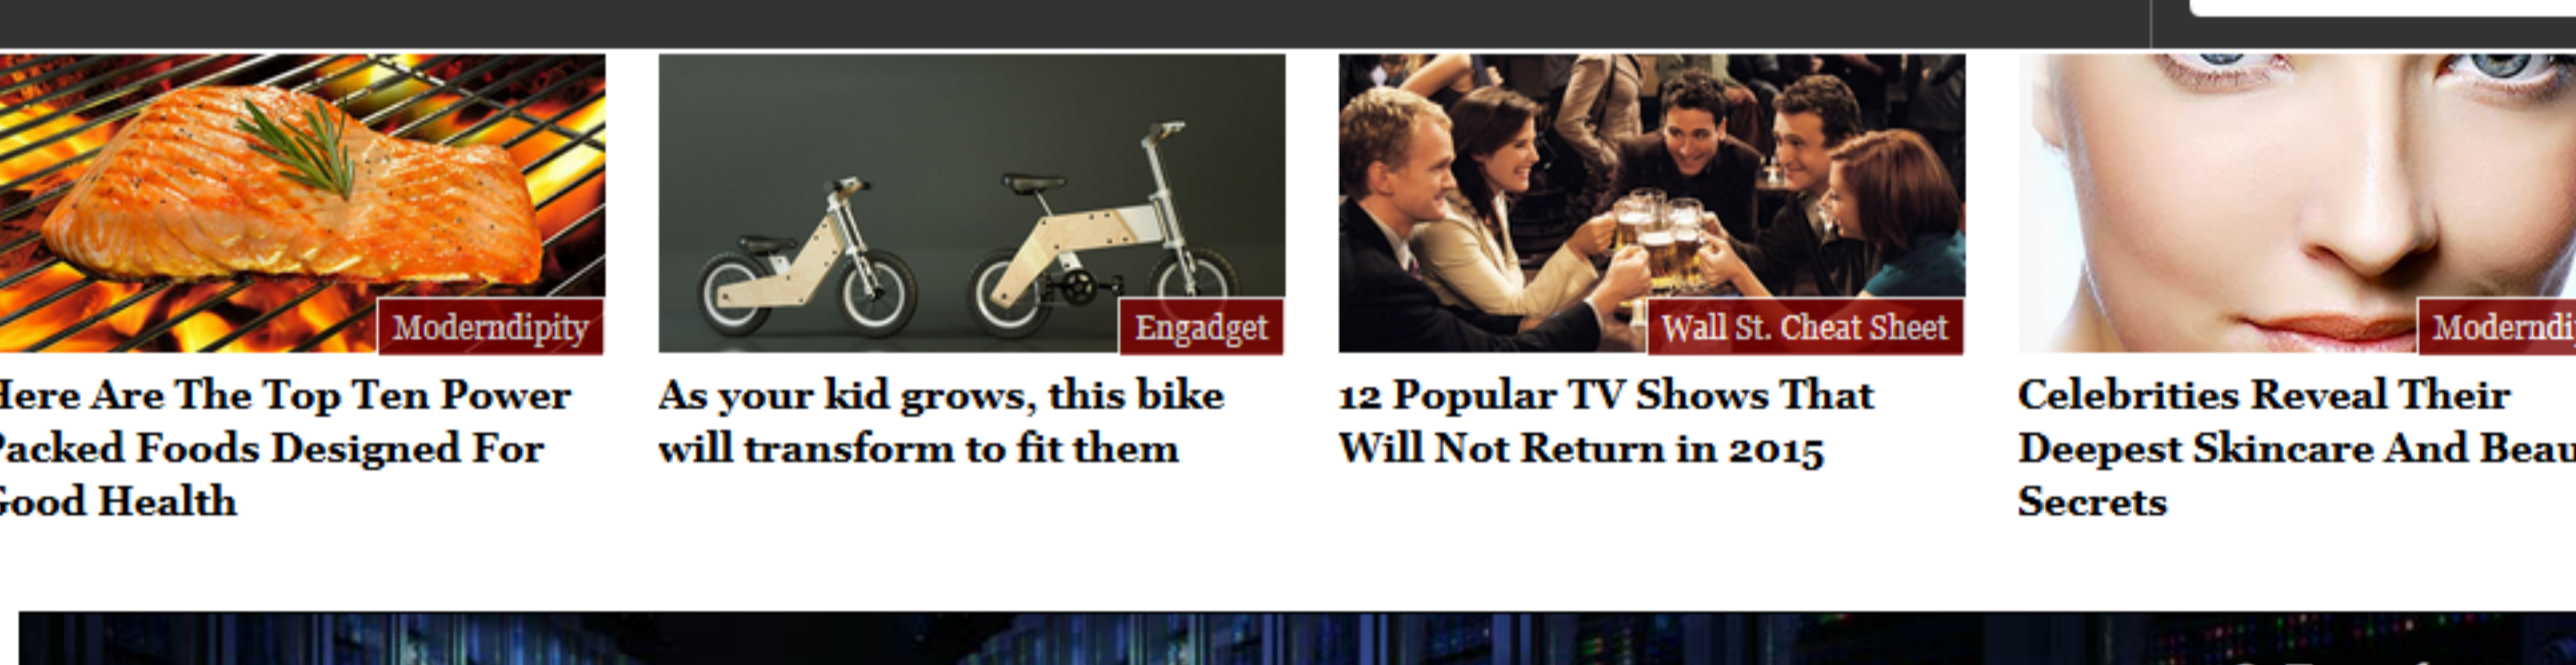 Moderndipity
Here Are The Top Ten Power
Packed Foods Designed For
Good Health
Engadget
As your kid grows, this bike
will transform to fit them
Wall St. Cheat Sheet
12 Popular TV Shows That
Will Not Return in 2015
Celebrities Reveal Their
Deepest Skincare And
Secrets